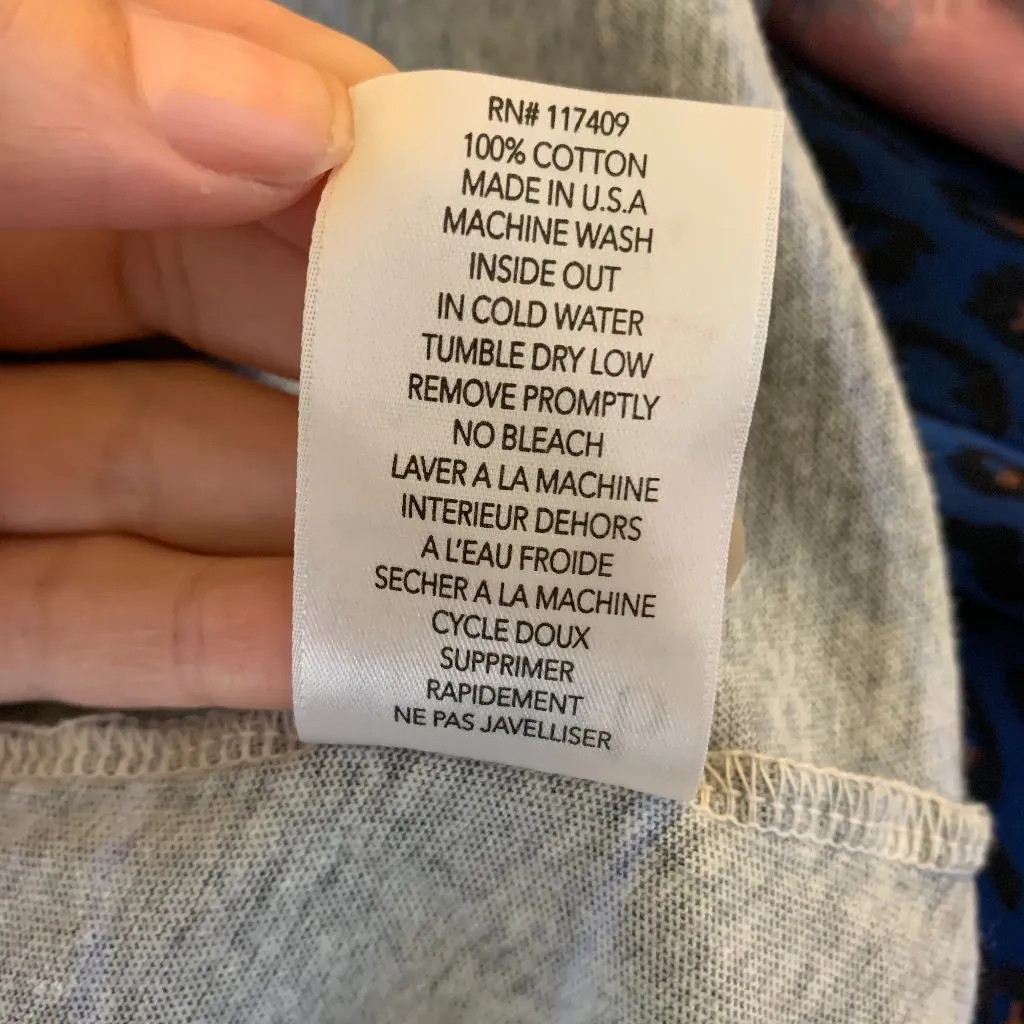 RN# 117409
100% COTTON
MADE IN U.S.A
MACHINE WASH
INSIDE OUT
IN COLD WATER
TUMBLE DRY LOW
REMOVE PROMPTLY
NO BLEACH
LAVER A LA MACHINE
INTERIEUR DEHORS
A L'EAU FROIDE
SECHER A LA MACHINE
CYCLE DOUX
SUPPRIMER
RAPIDEMENT
NE PAS JAVELLISER